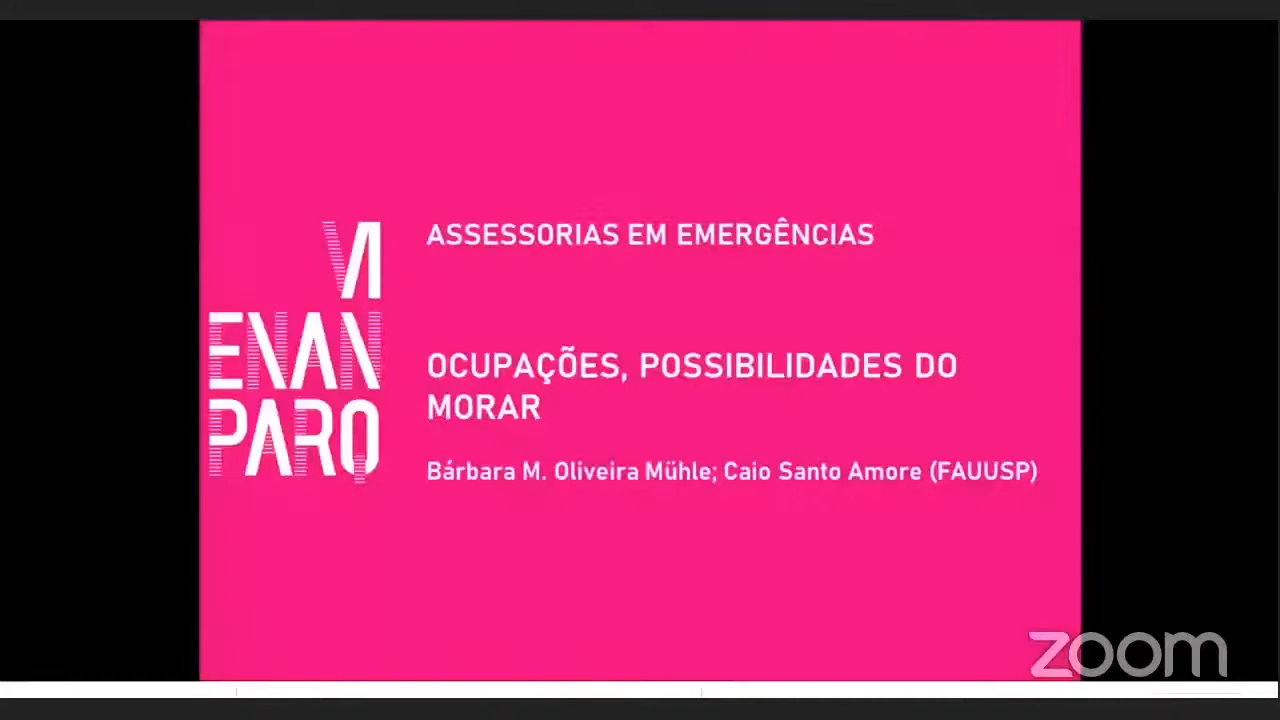 VI
ENAN
PARQ
ASSESSORIAS EM EMERGÊNCIAS
OCUPAÇÕES, POSSIBILIDADES DO
MORAR
Bárbara M. Oliveira Mühle; Caio Santo Amore (FAUUSP)
zoom